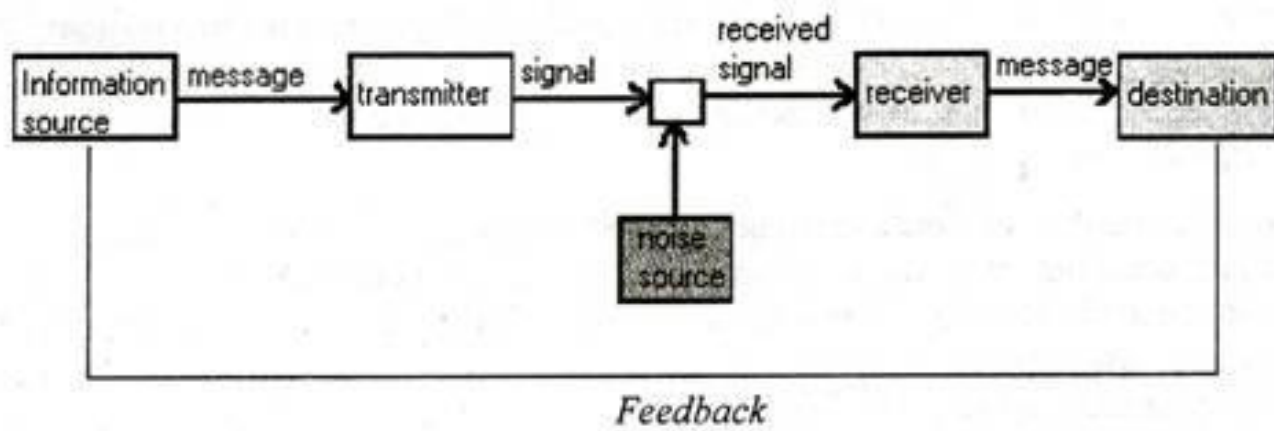 Information
source
message
transmitter
signal
received
signal
receiver
message
destination
noise
source
Feedback